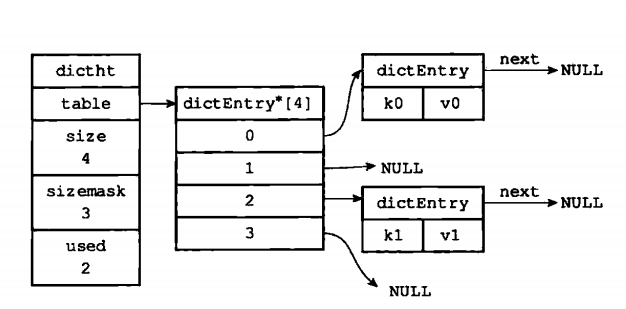 dictht
table
size
4
sizemask
3
used
2
dictEntry*[4]
0
1
2
3
dictEntry
k0 v0
next
NULL
NULL
dictEntry
k1 v1
next
NULL
NULL